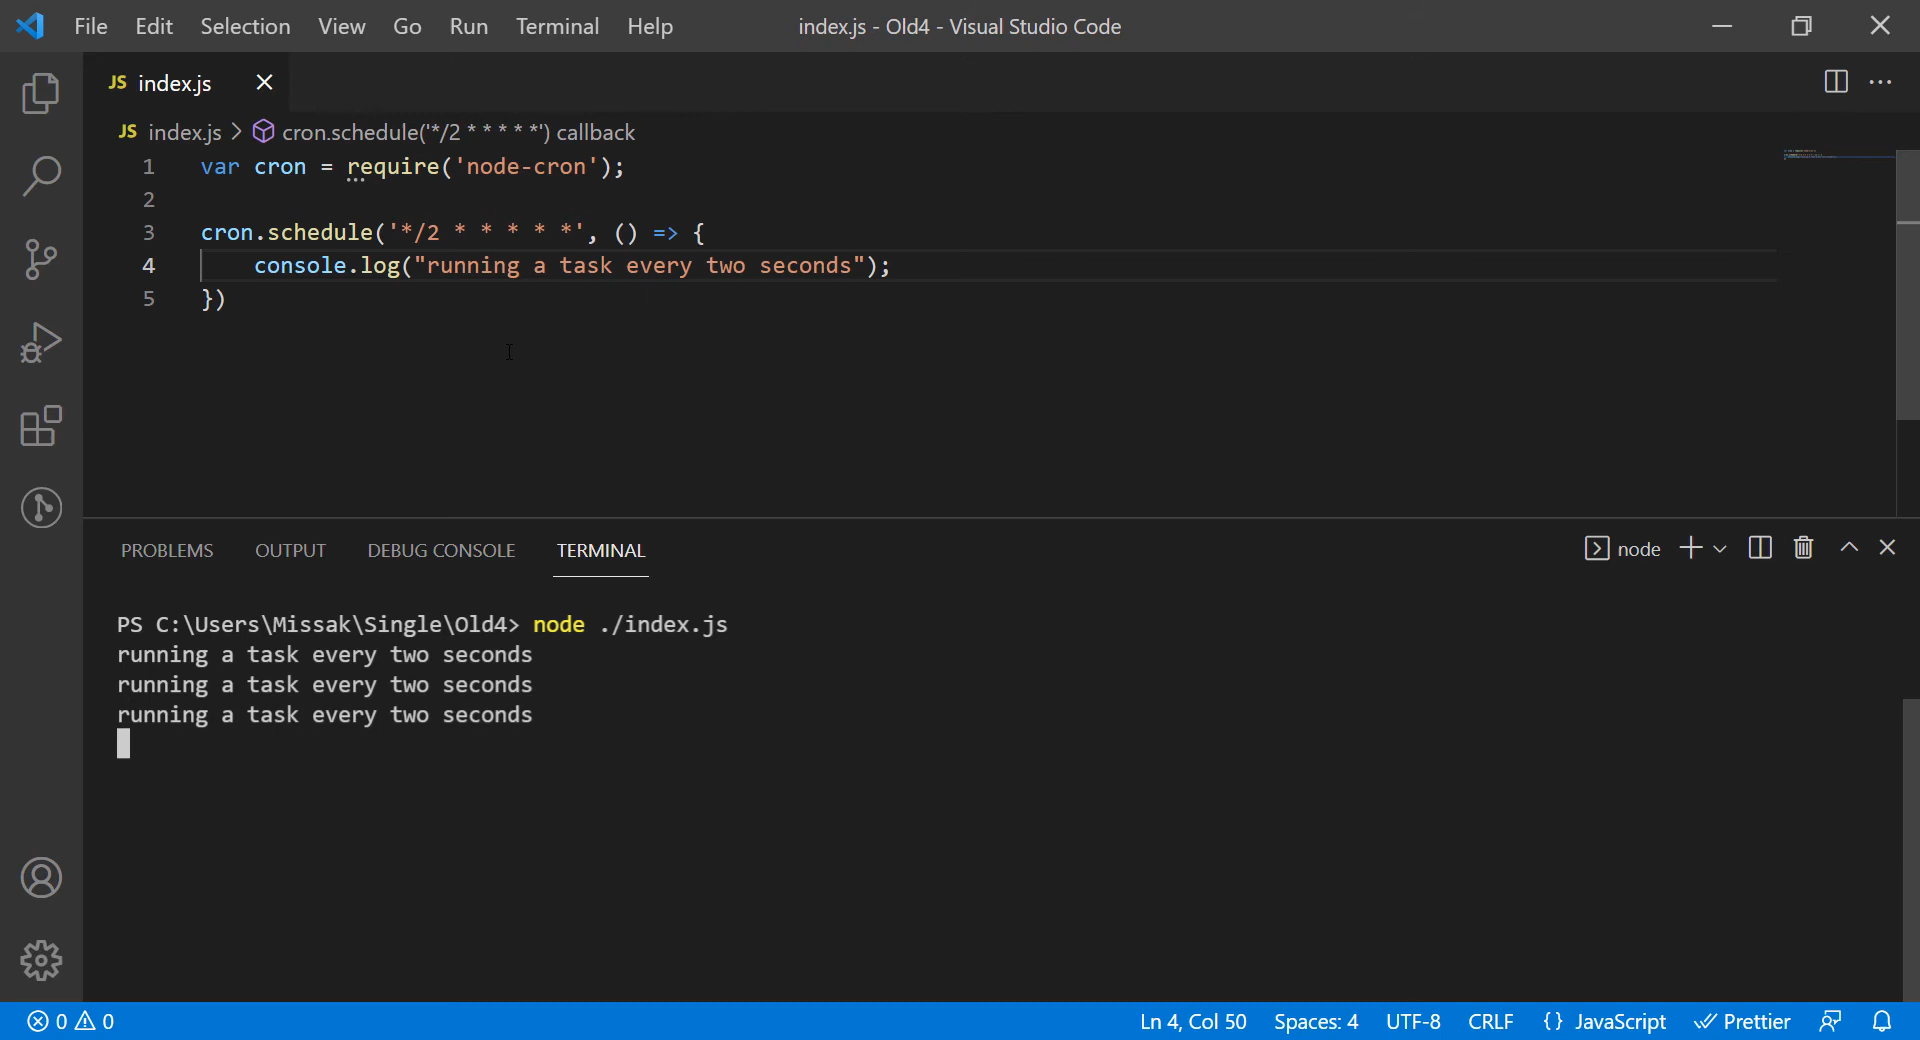 File Edit Selection View Go Run Terminal Help index.js - Old4 - Visual Studio Code
JS index.js
JS index.js > cron.schedule('*/2 * * * * *') callback
1 var cron = require('node-cron');
2
3 cron.schedule('*/2 * * * * *', () => {
4 console.log("running a task every two seconds");
5 })
PROBLEMS OUTPUT DEBUG CONSOLE TERMINAL node
PS C:\Users\Missak\Single\Old4> node ./index.js
running a task every two seconds
running a task every two seconds
running a task every two seconds
0 0 Ln 4, Col 50 Spaces: 4 UTF-8 CRLF {} JavaScript Prettier